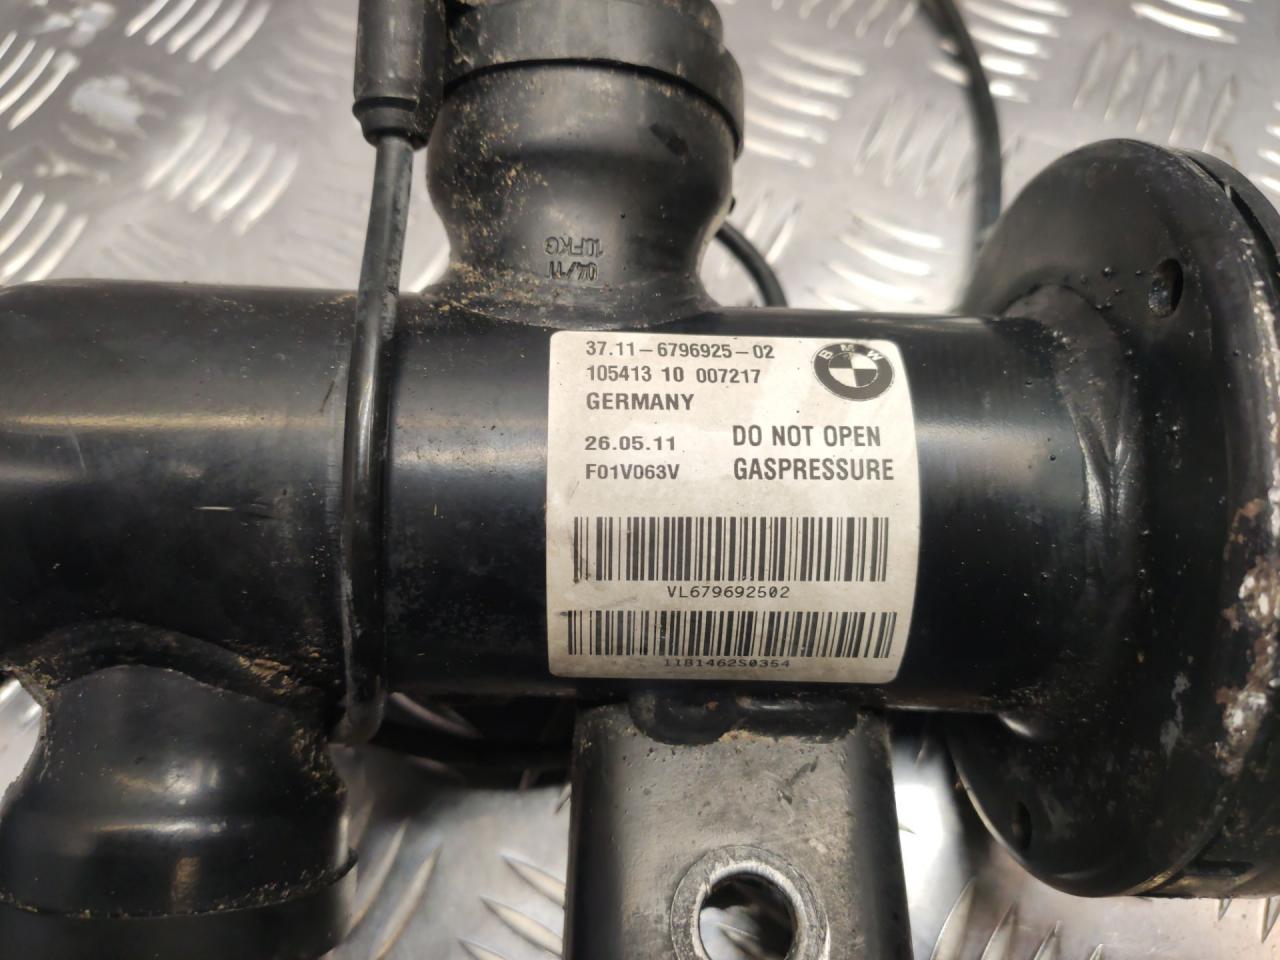 04/11
1LFKG
37.11-6796925-02
105413 10 007217
GERMANY
26.05.11
F01V063V
DO NOT OPEN
GASPRESSURE
BMW
VL679692502
11B1462S0354